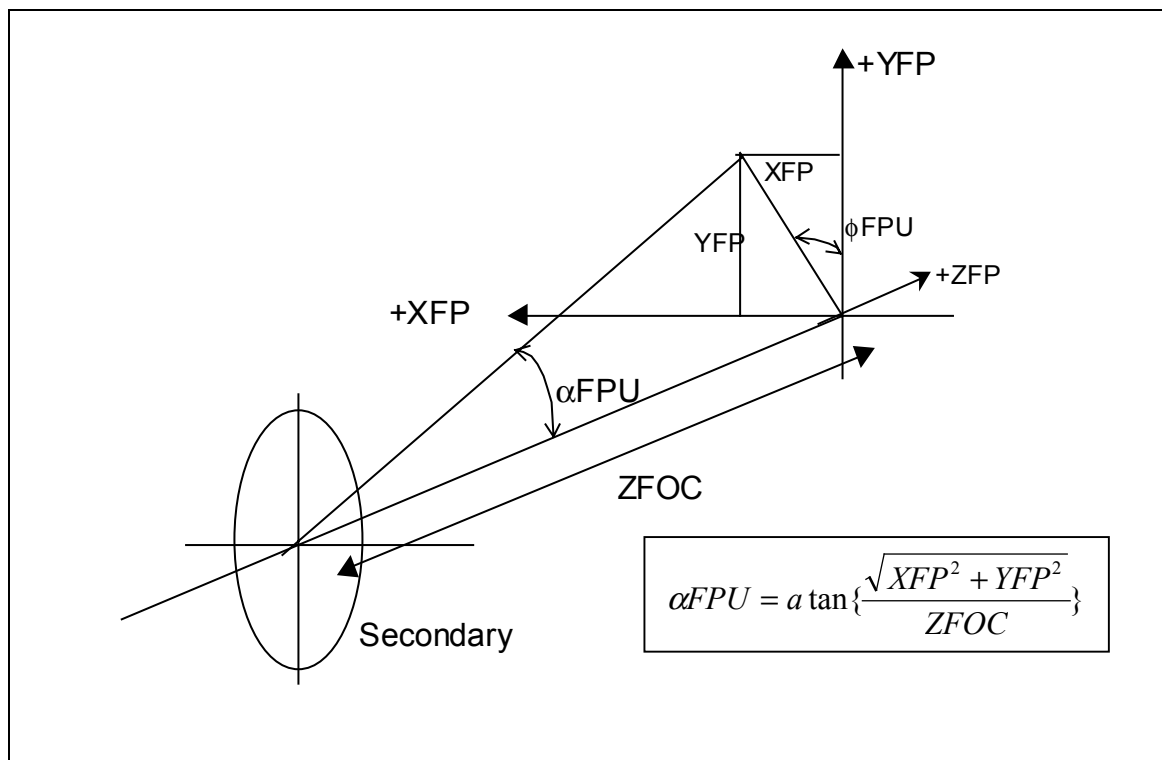 +YFP
XFP
φFPU
YFP
+ZFP
+XFP
αFPU
ZFOC
αFPU = a tan{√(XFP² + YFP²) / ZFOC}
Secondary